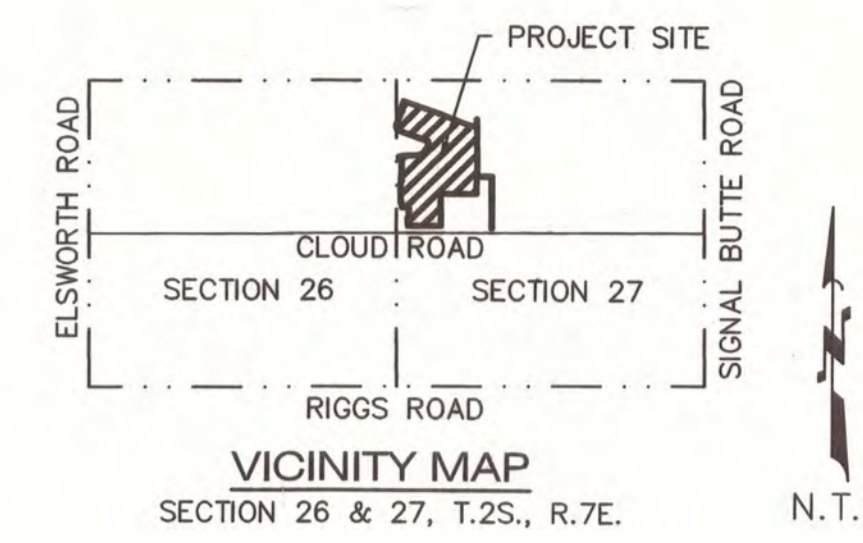 PROJECT SITE
ELSWORTH ROAD
SIGNAL BUTTE ROAD
CLOUD ROAD
SECTION 26
SECTION 27
RIGGS ROAD
VICINITY MAP
SECTION 26 & 27, T.2S., R.7E.
N.T.